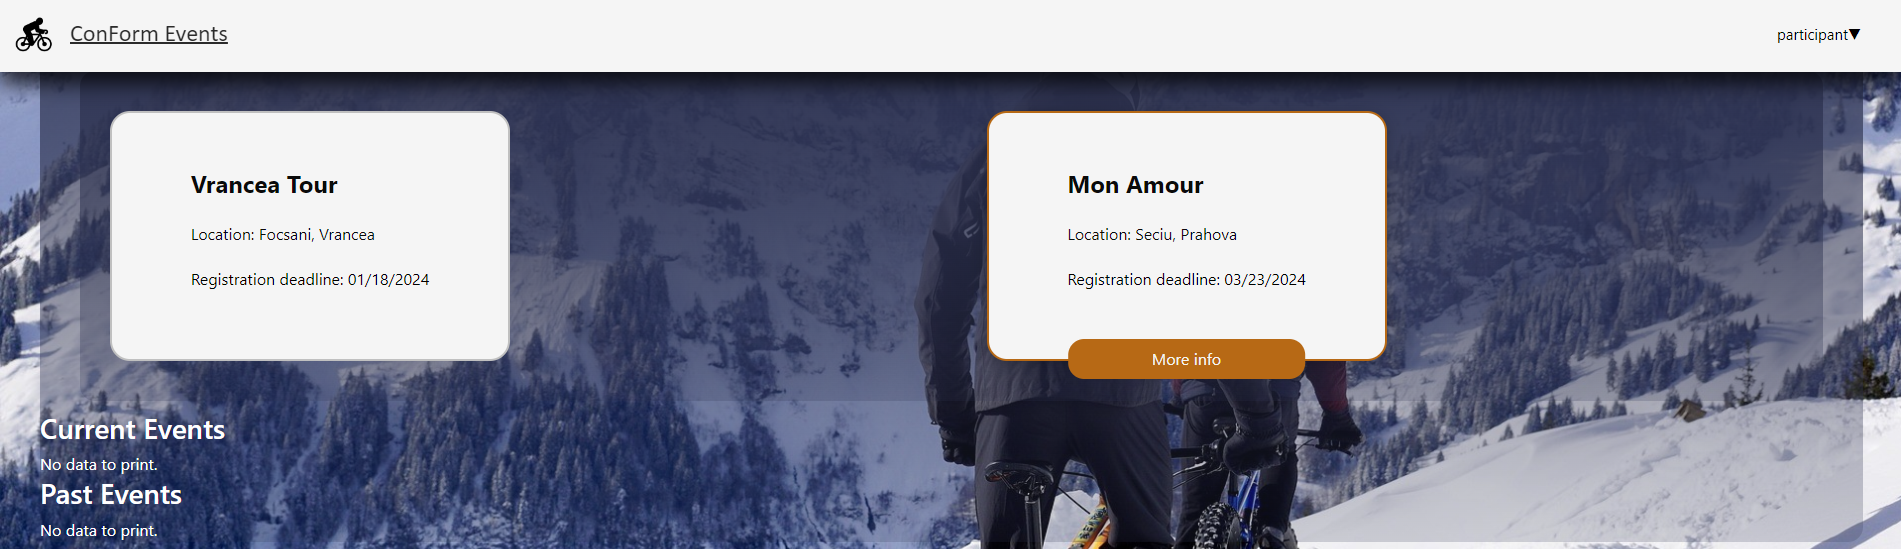 ConForm Events
participant▼
Vrancea Tour
Location: Focsani, Vrancea
Registration deadline: 01/18/2024
Mon Amour
Location: Seciu, Prahova
Registration deadline: 03/23/2024
More info
Current Events
No data to print.
Past Events
No data to print.